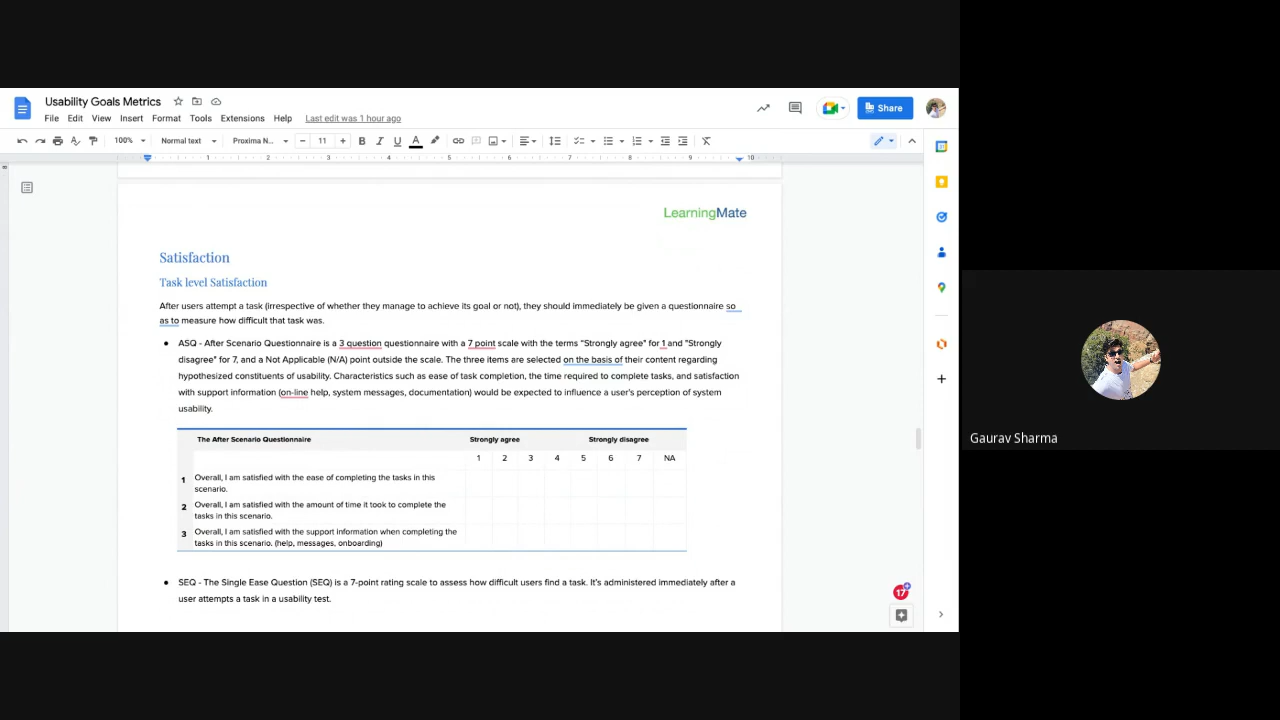 Usability Goals Metrics
File Edit View Insert Format Tools Extensions Help Last edit was 1 hour ago
Share
100% Normal text Proxima N... 11
1 2 3 4 5 6 7 8 9 10
LearningMate
Satisfaction
Task level Satisfaction
After users attempt a task (irrespective of whether they manage to achieve its goal or not), they should immediately be given a questionnaire so
as to measure how difficult that task was.
● ASQ - After Scenario Questionnaire is a 3 question questionnaire with a 7 point scale with the terms "Strongly agree" for 1 and "Strongly
disagree" for 7, and a Not Applicable (N/A) point outside the scale. The three items are selected on the basis of their content regarding
hypothesized constituents of usability. Characteristics such as ease of task completion, the time required to complete tasks, and satisfaction
with support information (on-line help, system messages, documentation) would be expected to influence a user's perception of system
usability.
The After Scenario Questionnaire Strongly agree Strongly disagree
1 2 3 4 5 6 7 NA
1 Overall, I am satisfied with the ease of completing the tasks in this
scenario.
2 Overall, I am satisfied with the amount of time it took to complete the
tasks in this scenario.
3 Overall, I am satisfied with the support information when completing the
tasks in this scenario. (help, messages, onboarding)
● SEQ - The Single Ease Question (SEQ) is a 7-point rating scale to assess how difficult users find a task. It's administered immediately after a
user attempts a task in a usability test.
17
Gaurav Sharma